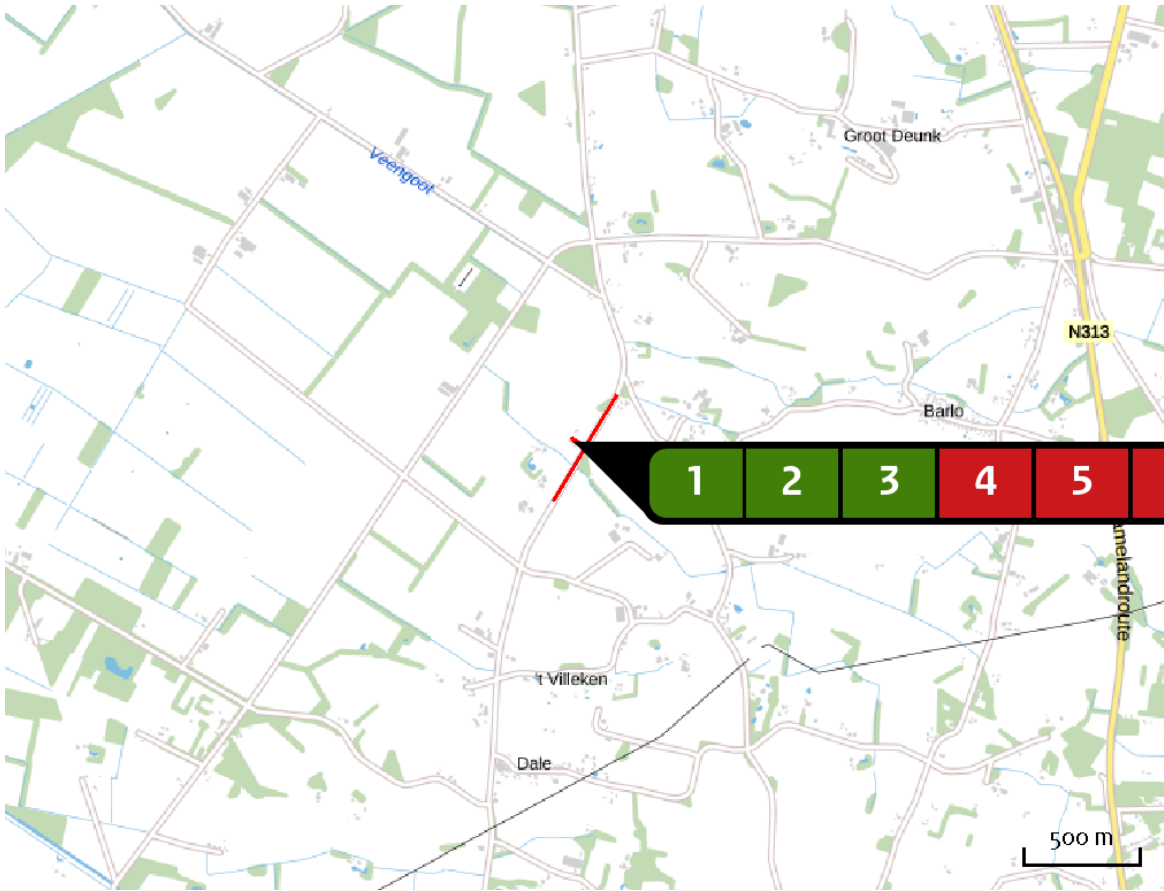 Groot Deunk
Veengoot
N313
Barlo
1 2 3 4 5
't Villeken
Dale
500 m